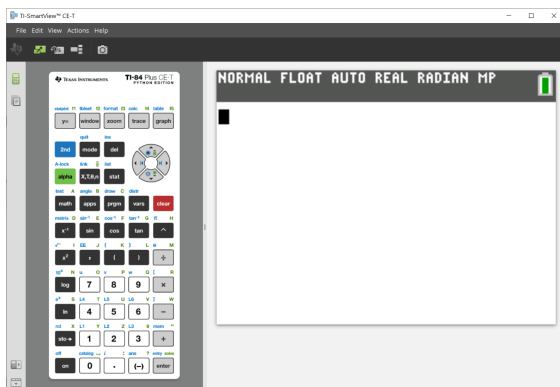 TI-SmartView™ CE-T
File Edit View Actions Help
TEXAS INSTRUMENTS TI-84 Plus CE-T
PYTHON EDITION
NORMAL FLOAT AUTO REAL RADIAN MP
statplot f1 tblset f2 format f3 calc f4 table f5
y= window zoom trace graph
quit ins
2nd mode del
A-lock link list
alpha X,T,θ,n stat
test A angle B draw C distr
math apps prgm vars clear
matrix D sin⁻¹ E cos⁻¹ F tan⁻¹ G π H
x⁻¹ sin cos tan ^
√ I EE J { K } L e M
x² , ( ) ÷
10ˣ N u O v P w Q [ R
log 7 8 9 ×
eˣ S L4 T L5 U L6 V ] W
ln 4 5 6 −
rcl X L1 Y L2 Z L3 θ mem "
sto→ 1 2 3 +
off catalog i : ans ? entry solve
on 0 . (–) enter